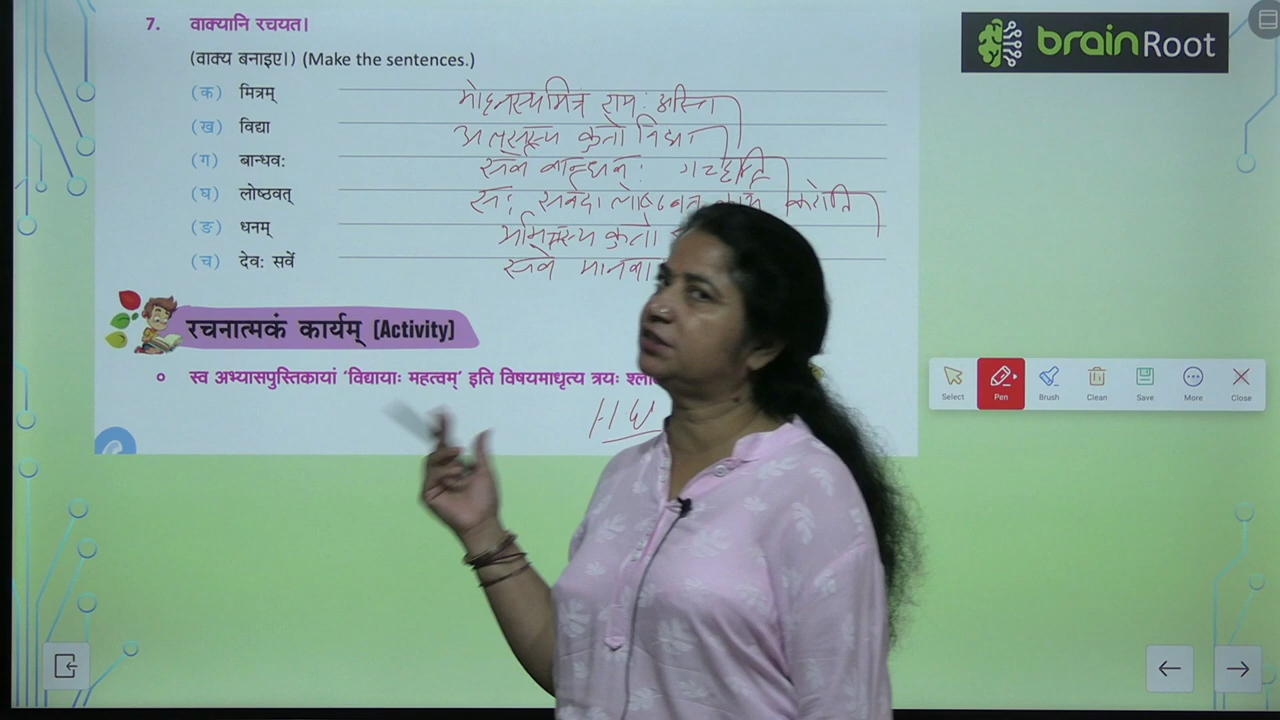 7. वाक्यानि रचयत।
brainRoot
(वाक्य बनाइए।) (Make the sentences.)
(क) मित्रम् मोहनस्य मित्र रामः अस्ति।
(ख) विद्या अलसस्य कुतो विद्या।
(ग) बान्धवः सर्वे बान्धवः गच्छन्ति।
(घ) लोष्ठवत् सः सर्वदा लोष्ठवत् करोति।
(ङ) धनम् कुतो
(च) देवः सर्वे सर्वे मानवा
रचनात्मकं कार्यम् (Activity)
० स्व अभ्यासपुस्तिकायां 'विद्यायाः महत्वम्' इति विषयमाधृत्य त्रयः
Select Pen Brush Clean Save More Close
H W